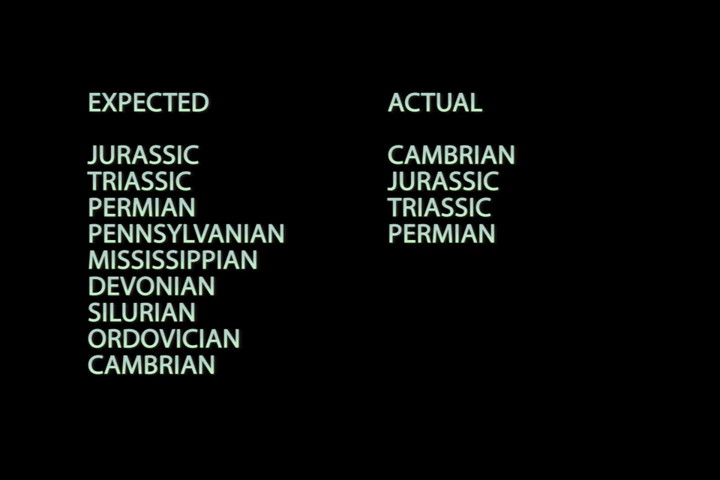 EXPECTED
JURASSIC
TRIASSIC
PERMIAN
PENNSYLVANIAN
MISSISSIPPIAN
DEVONIAN
SILURIAN
ORDOVICIAN
CAMBRIAN
ACTUAL
CAMBRIAN
JURASSIC
TRIASSIC
PERMIAN